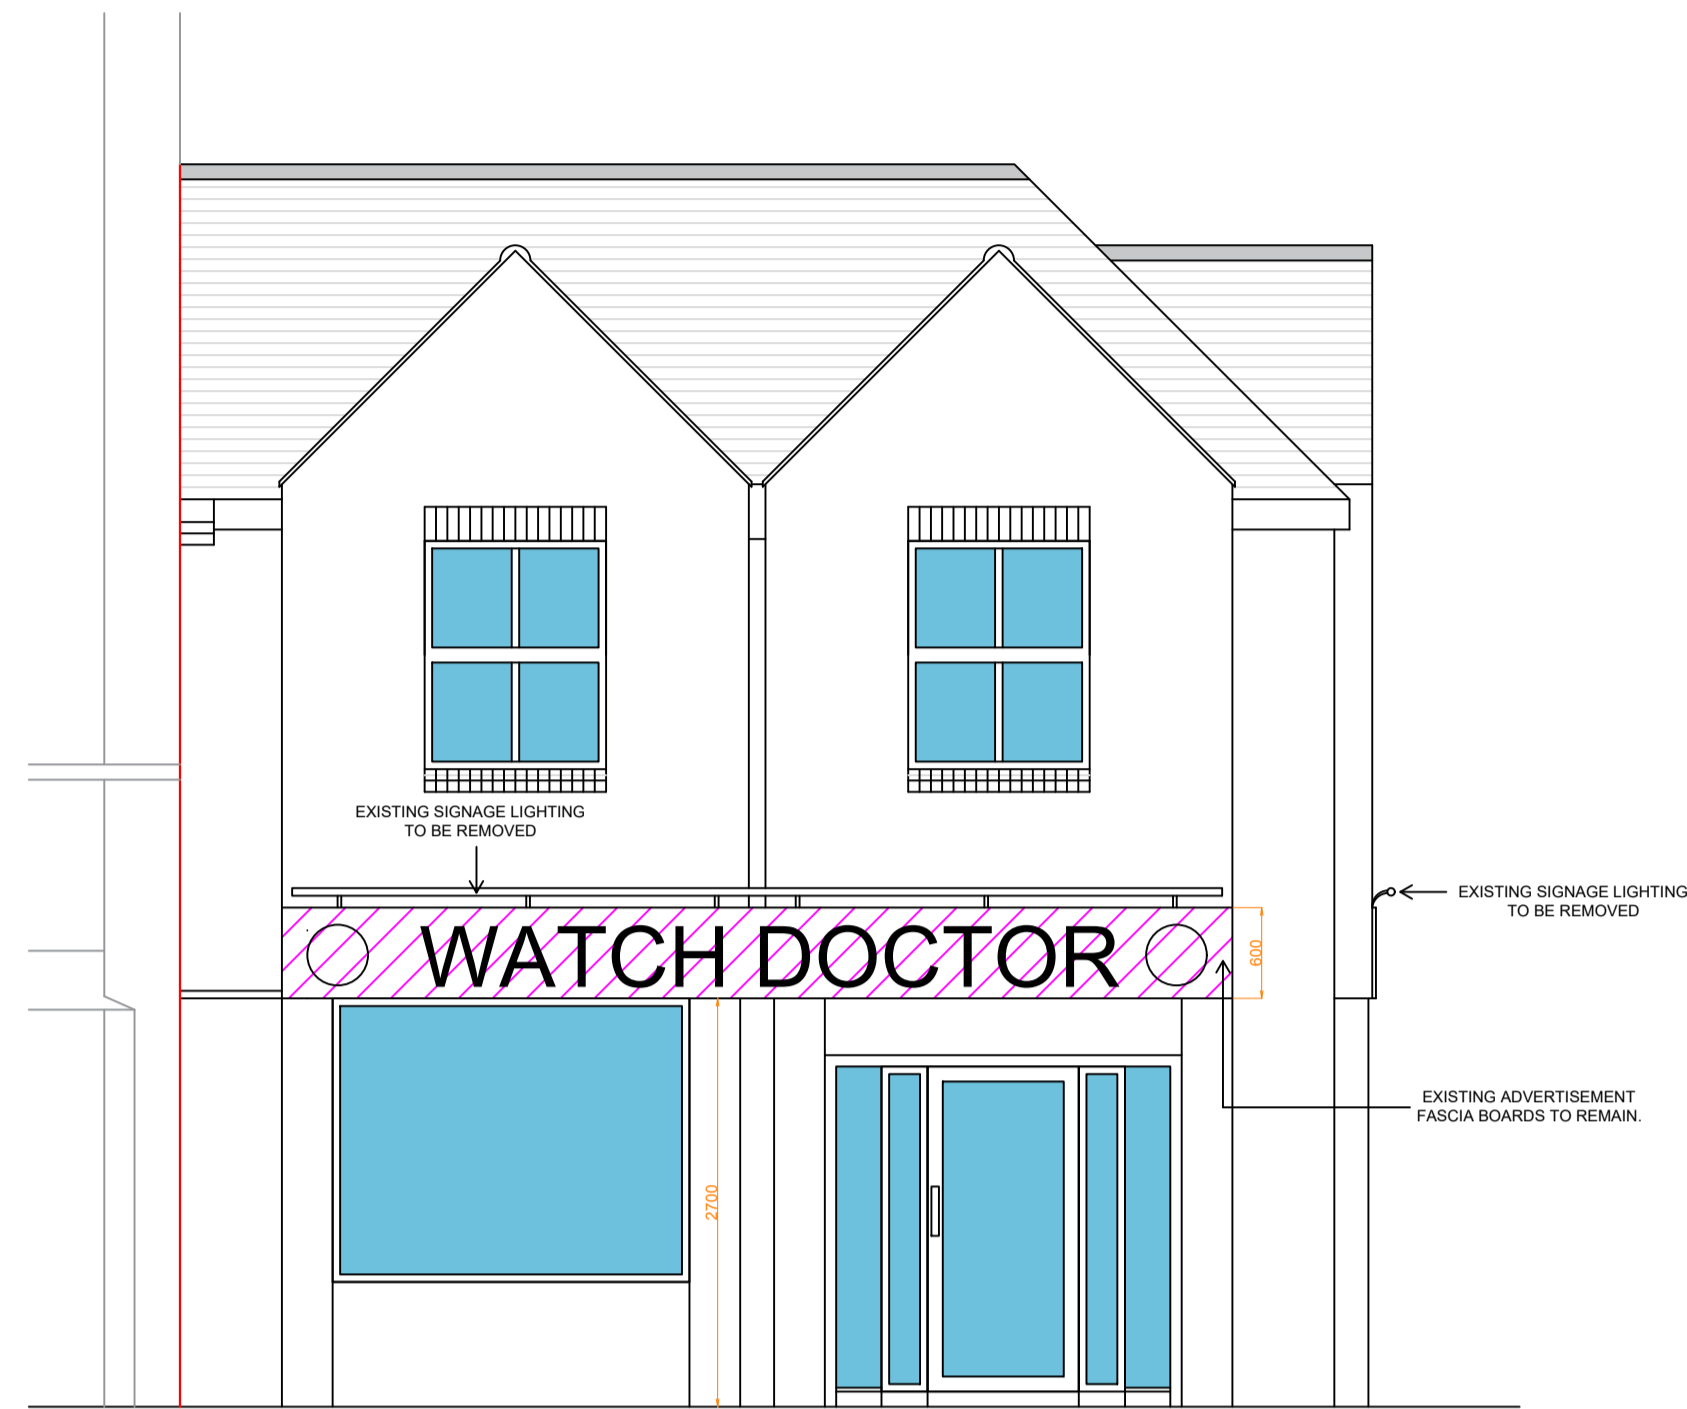 EXISTING SIGNAGE LIGHTING
TO BE REMOVED
EXISTING SIGNAGE LIGHTING
TO BE REMOVED
WATCH DOCTOR
600
EXISTING ADVERTISEMENT
FASCIA BOARDS TO REMAIN.
2700